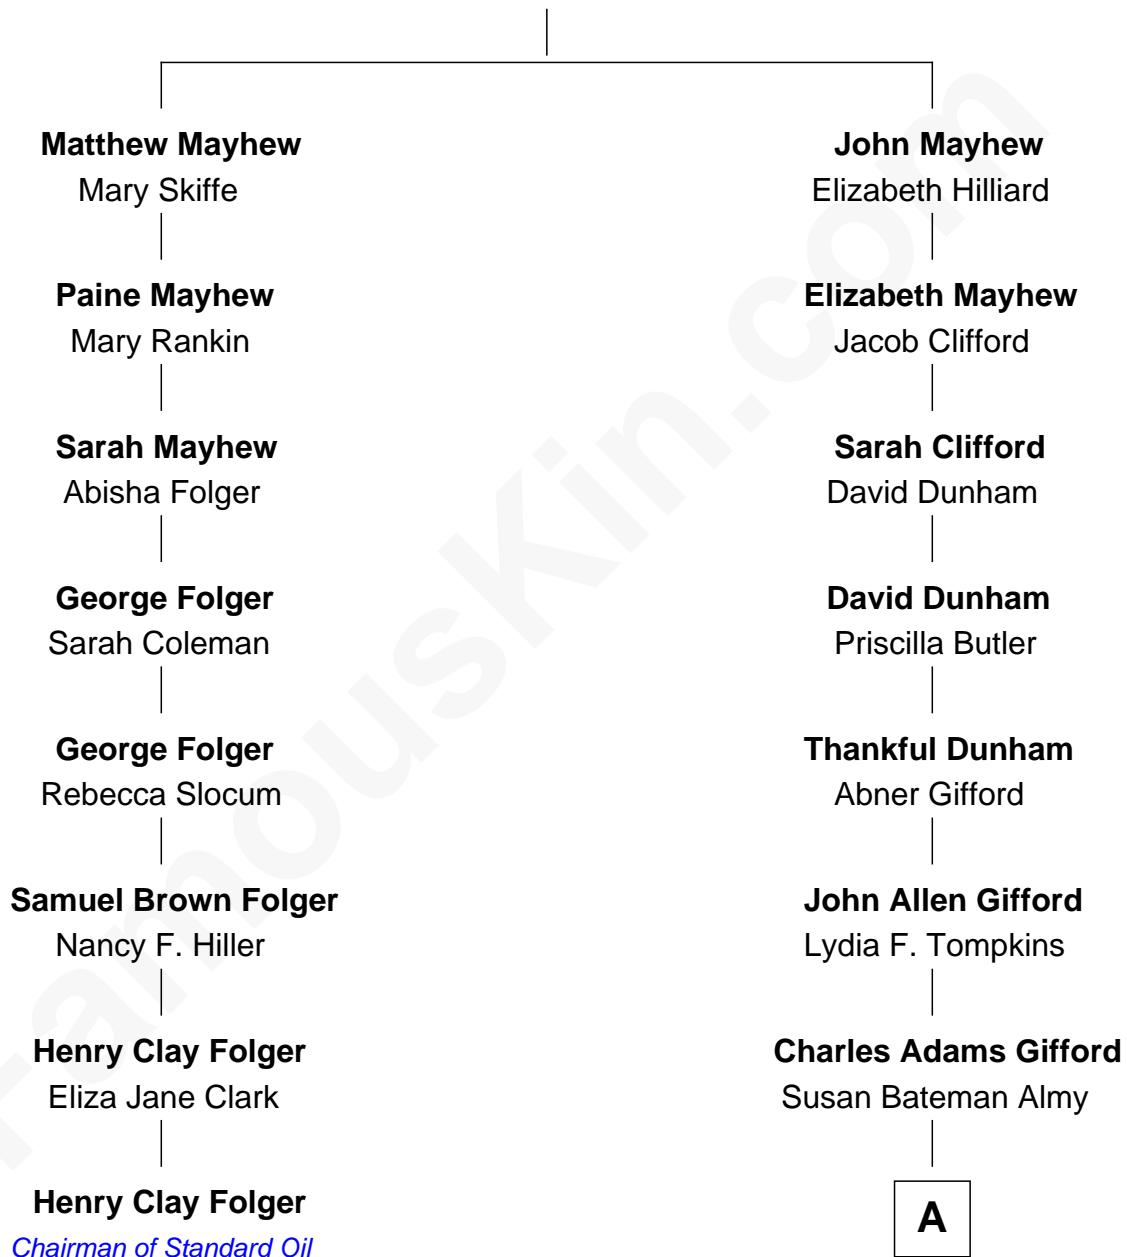 Matthew Mayhew
Mary Skiffe
Paine Mayhew
Mary Rankin
Sarah Mayhew
Abisha Folger
George Folger
Sarah Coleman
George Folger
Rebecca Slocum
Samuel Brown Folger
Nancy F. Hiller
Henry Clay Folger
Eliza Jane Clark
Henry Clay Folger
Chairman of Standard Oil
John Mayhew
Elizabeth Hilliard
Elizabeth Mayhew
Jacob Clifford
Sarah Clifford
David Dunham
David Dunham
Priscilla Butler
Thankful Dunham
Abner Gifford
John Allen Gifford
Lydia F. Tompkins
Charles Adams Gifford
Susan Bateman Almy
A
FamousKin.com